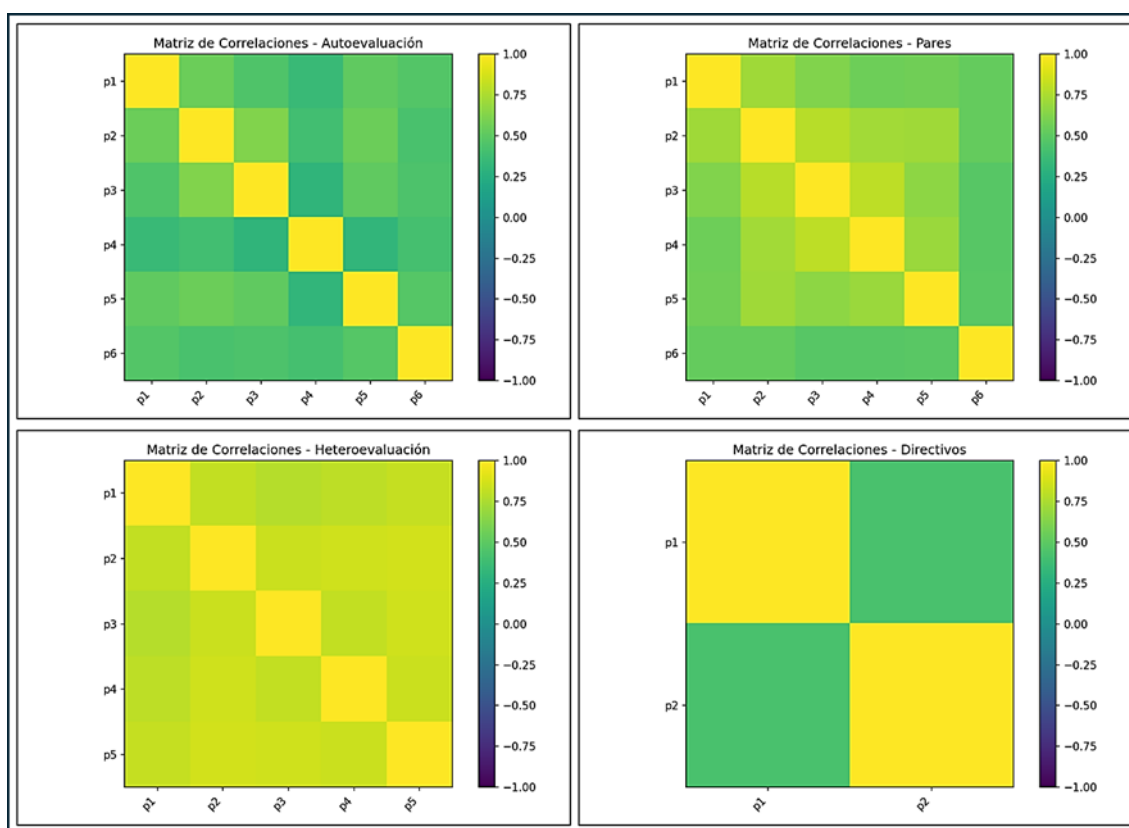 Matriz de Correlaciones - Autoevaluación
p1
p2
p3
p4
p5
p6
p1
p2
p3
p4
p5
p6
1.00
0.75
0.50
0.25
0.00
−0.25
−0.50
−0.75
−1.00
Matriz de Correlaciones - Pares
p1
p2
p3
p4
p5
p6
p1
p2
p3
p4
p5
p6
1.00
0.75
0.50
0.25
0.00
−0.25
−0.50
−0.75
−1.00
Matriz de Correlaciones - Heteroevaluación
p1
p2
p3
p4
p5
p1
p2
p3
p4
p5
1.00
0.75
0.50
0.25
0.00
−0.25
−0.50
−0.75
−1.00
Matriz de Correlaciones - Directivos
p1
p2
p1
p2
1.00
0.75
0.50
0.25
0.00
−0.25
−0.50
−0.75
−1.00